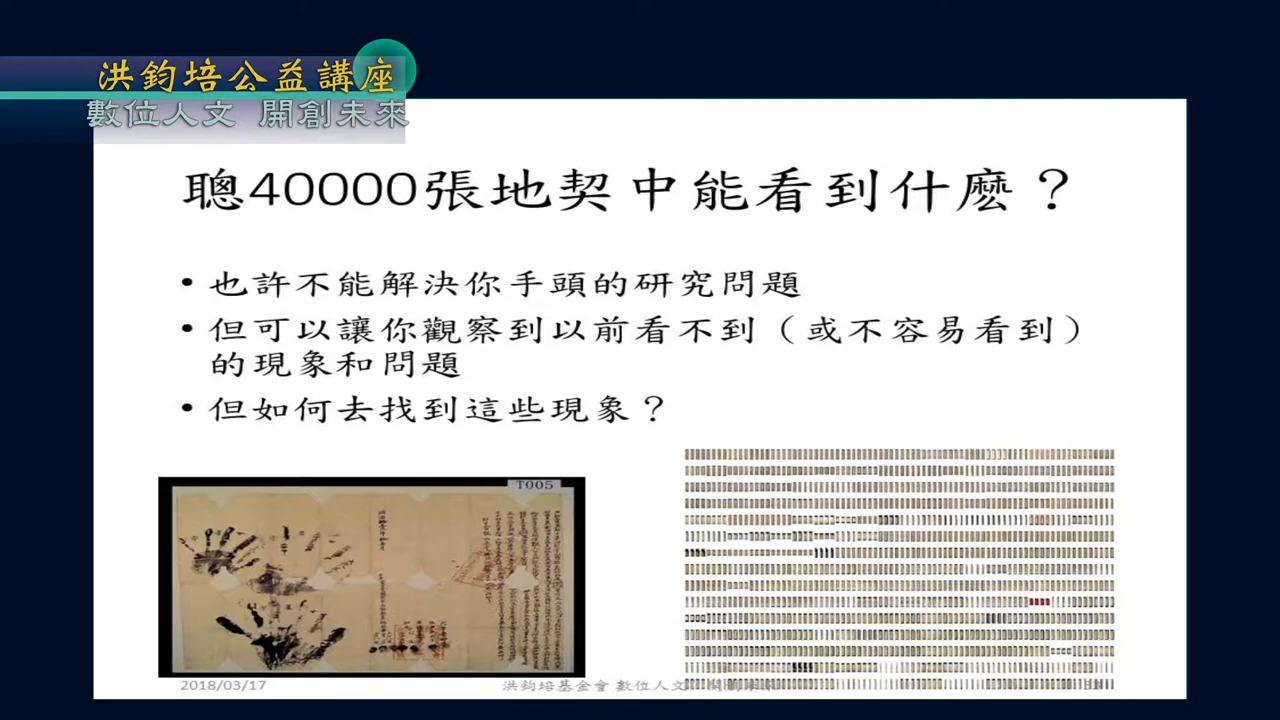 洪鈞培公益講座
數位人文 開創未來
聰40000張地契中能看到什麼？
• 也許不能解決你手頭的研究問題
• 但可以讓你觀察到以前看不到（或不容易看到）
的現象和問題
• 但如何去找到這些現象？
T005
2018/03/17
洪鈞培基金會 數位人文